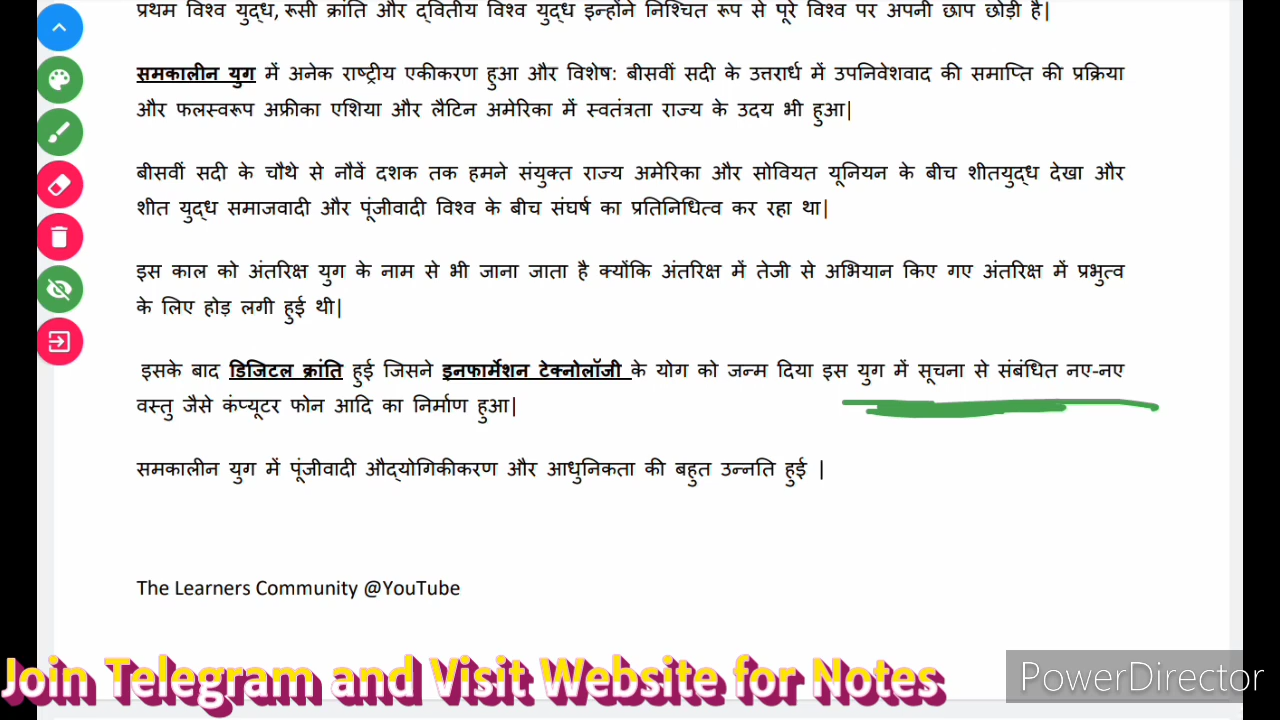 प्रथम विश्व युद्ध, रूसी क्रांति और द्वितीय विश्व युद्ध इन्होंने निश्चित रूप से पूरे विश्व पर अपनी छाप छोड़ी है|
समकालीन युग में अनेक राष्ट्रीय एकीकरण हुआ और विशेष: बीसवीं सदी के उत्तरार्ध में उपनिवेशवाद की समाप्ति की प्रक्रिया
और फलस्वरूप अफ्रीका एशिया और लैटिन अमेरिका में स्वतंत्रता राज्य के उदय भी हुआ|
बीसवीं सदी के चौथे से नौवें दशक तक हमने संयुक्त राज्य अमेरिका और सोवियत यूनियन के बीच शीतयुद्ध देखा और
शीत युद्ध समाजवादी और पूंजीवादी विश्व के बीच संघर्ष का प्रतिनिधित्व कर रहा था|
इस काल को अंतरिक्ष युग के नाम से भी जाना जाता है क्योंकि अंतरिक्ष में तेजी से अभियान किए गए अंतरिक्ष में प्रभुत्व
के लिए होड़ लगी हुई थी|
इसके बाद डिजिटल क्रांति हुई जिसने इनफार्मेशन टेक्नोलॉजी के योग को जन्म दिया इस युग में सूचना से संबंधित नए-नए
वस्तु जैसे कंप्यूटर फोन आदि का निर्माण हुआ|
समकालीन युग में पूंजीवादी औद्योगिकीकरण और आधुनिकता की बहुत उन्नति हुई |
The Learners Community @YouTube
Join Telegram and Visit Website for Notes
PowerDirector